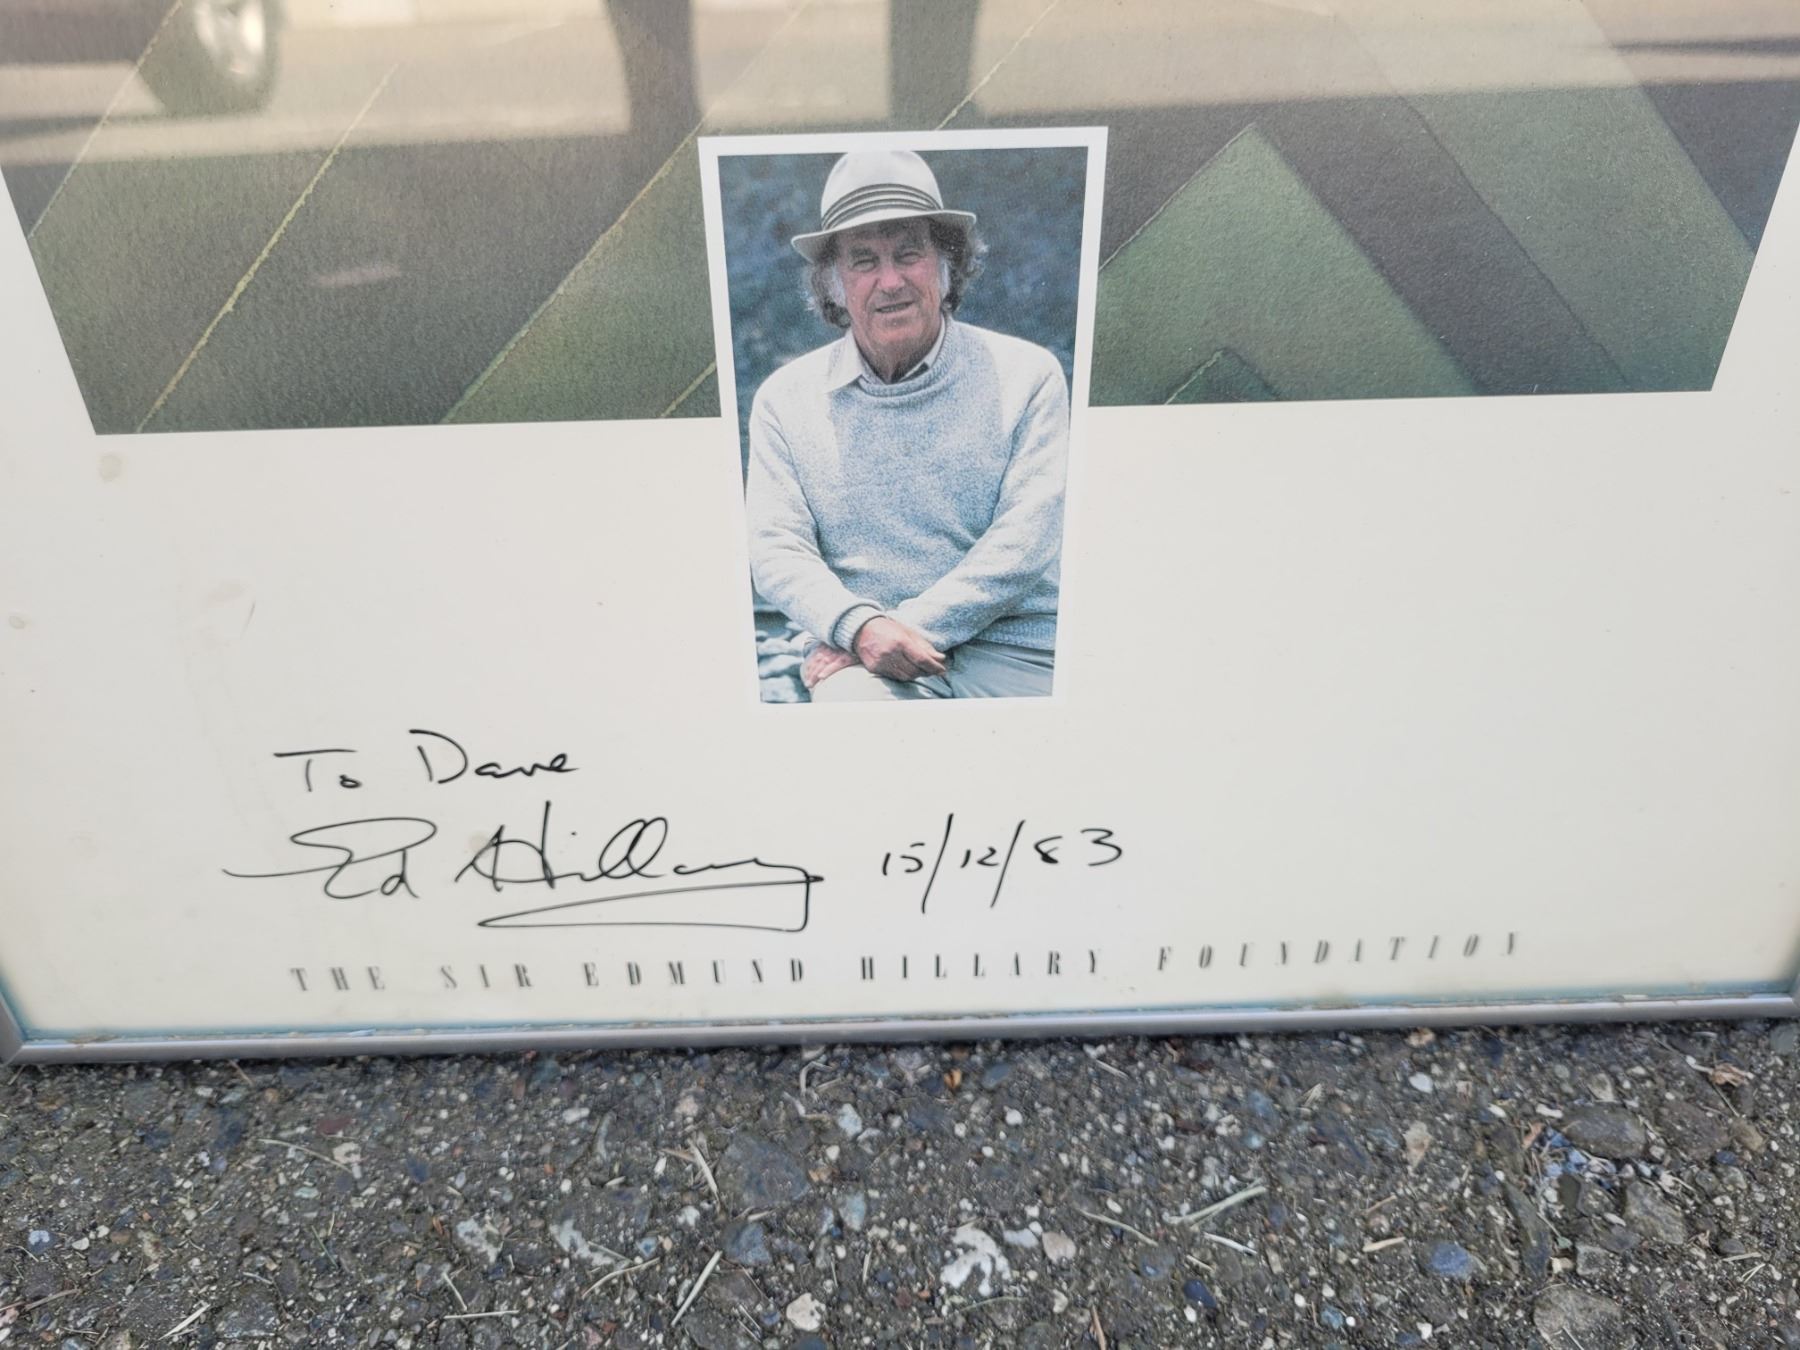 To Dave
Ed Hillary 15/12/83
THE SIR EDMUND HILLARY FOUNDATION